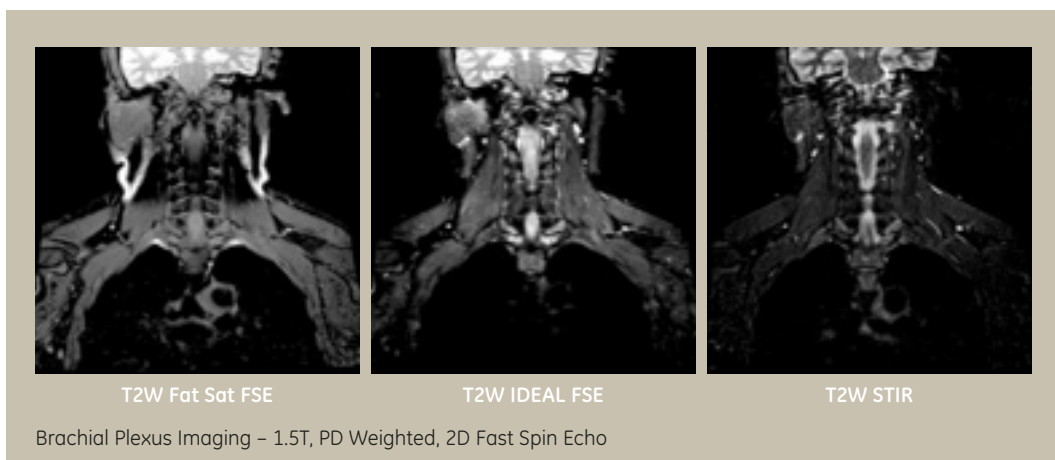 T2W Fat Sat FSE
T2W IDEAL FSE
T2W STIR
Brachial Plexus Imaging – 1.5T, PD Weighted, 2D Fast Spin Echo